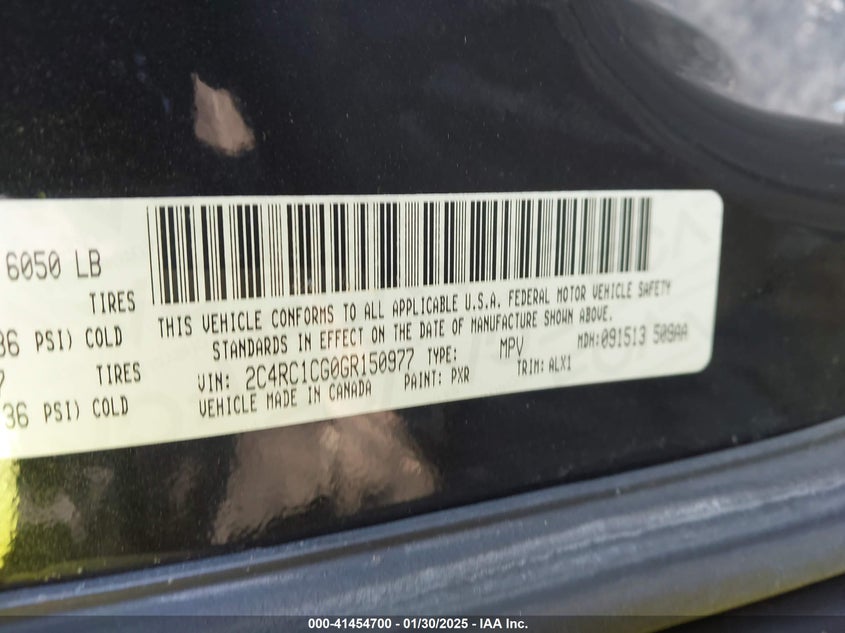 6050 LB
TIRES
36 PSI) COLD
7
TIRES
36 PSI) COLD
THIS VEHICLE CONFORMS TO ALL APPLICABLE U.S.A. FEDERAL MOTOR VEHICLE SAFETY
STANDARDS IN EFFECT ON THE DATE OF MANUFACTURE SHOWN ABOVE.
VIN: 2C4RC1CG0GR150977 TYPE: MPV MDH:091513 509AA
VEHICLE MADE IN CANADA PAINT: PXR TRIM: ALX1
000-41454700 - 01/30/2025 - IAA Inc.